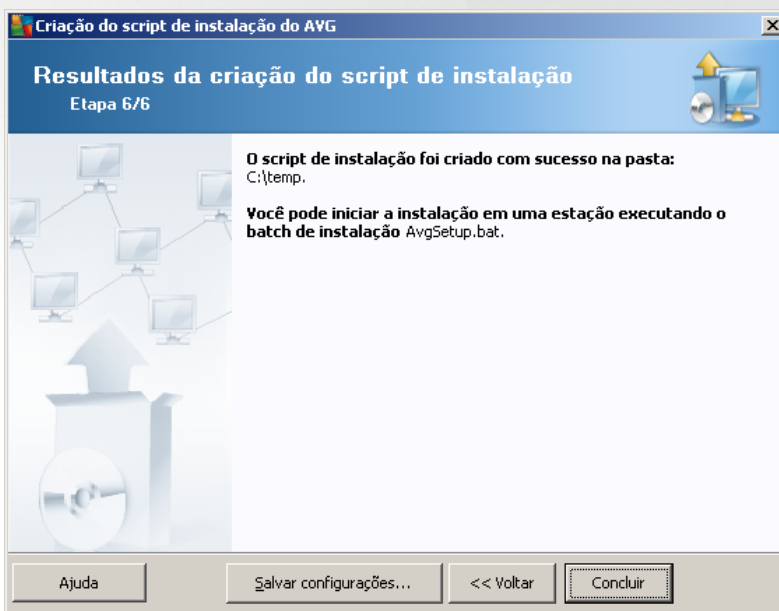 Criação do script de instalação do AVG
Resultados da criação do script de instalação
Etapa 6/6
O script de instalação foi criado com sucesso na pasta:
C:\temp.
Você pode iniciar a instalação em uma estação executando o
batch de instalação AvgSetup.bat.
Ajuda
Salvar configurações...
<< Voltar
Concluir